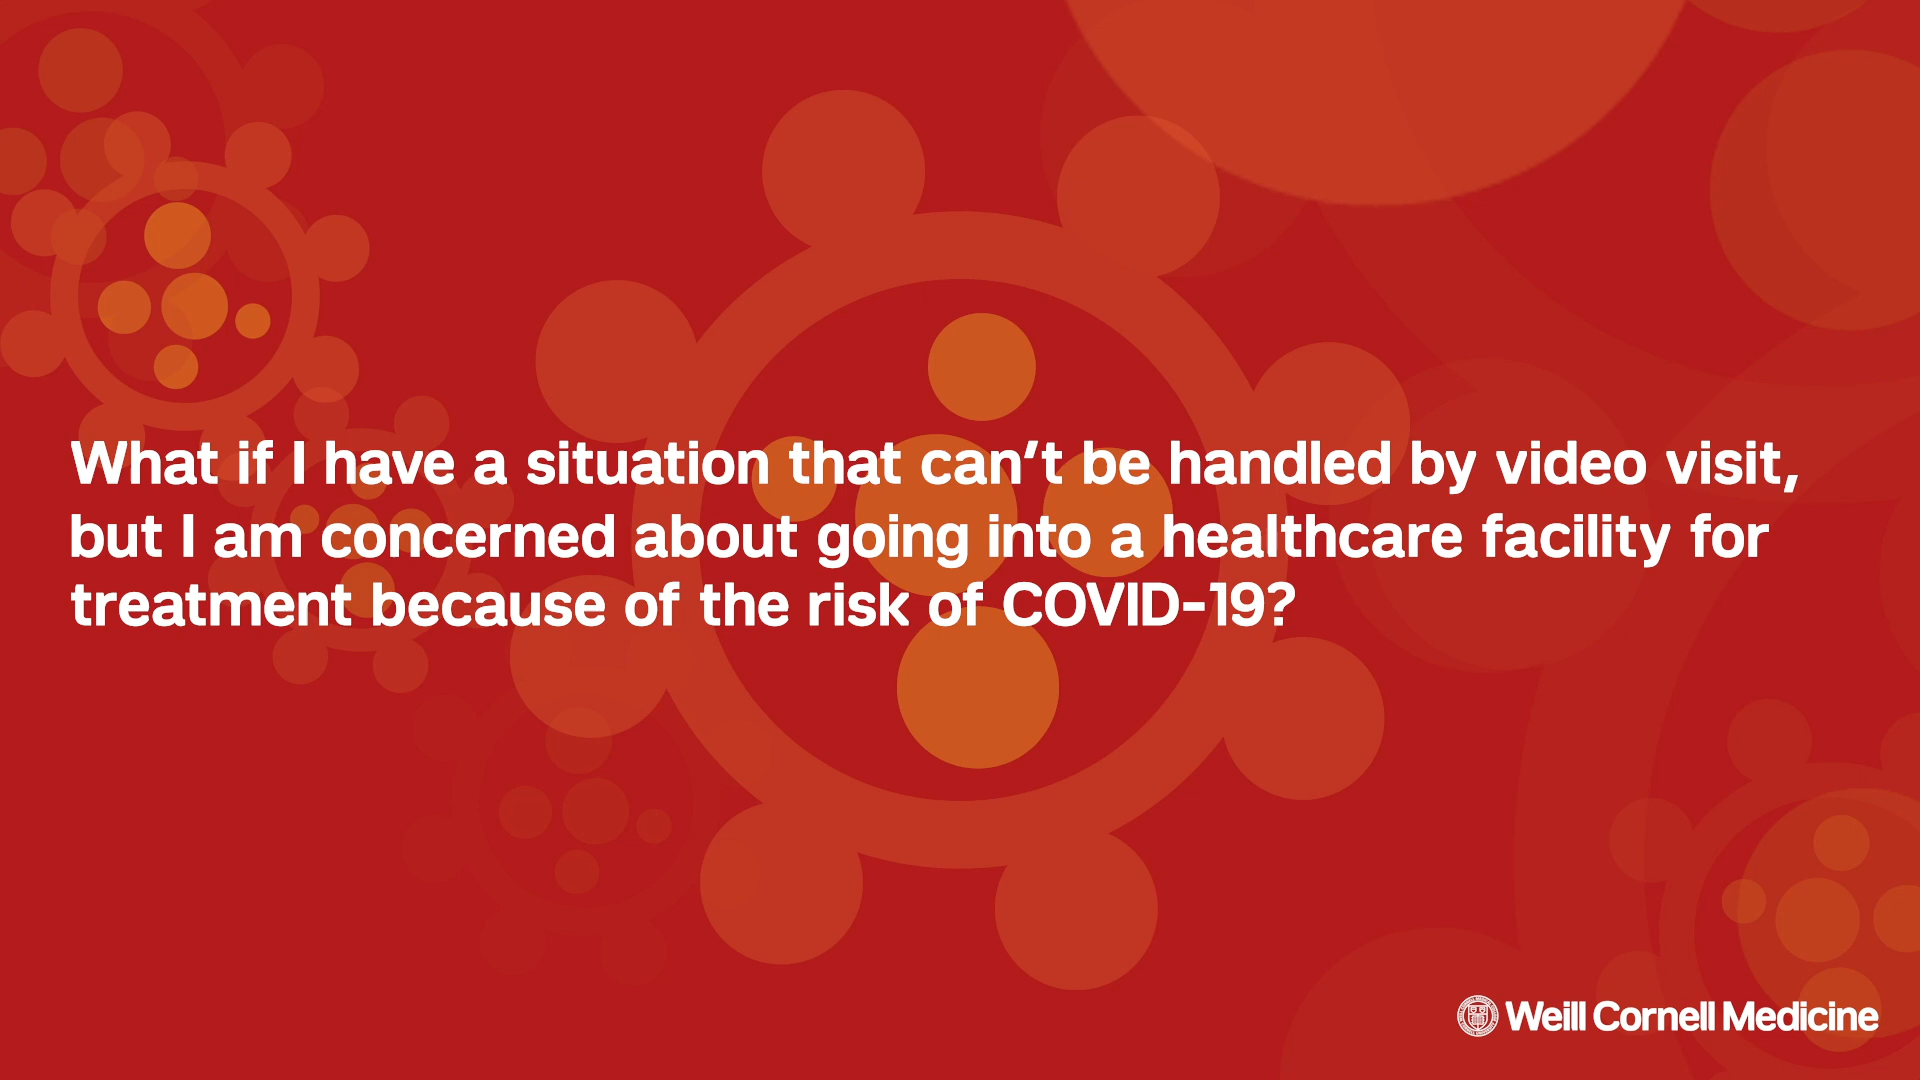 What if I have a situation that can’t be handled by video visit,
but I am concerned about going into a healthcare facility for
treatment because of the risk of COVID-19?
Weill Cornell Medicine